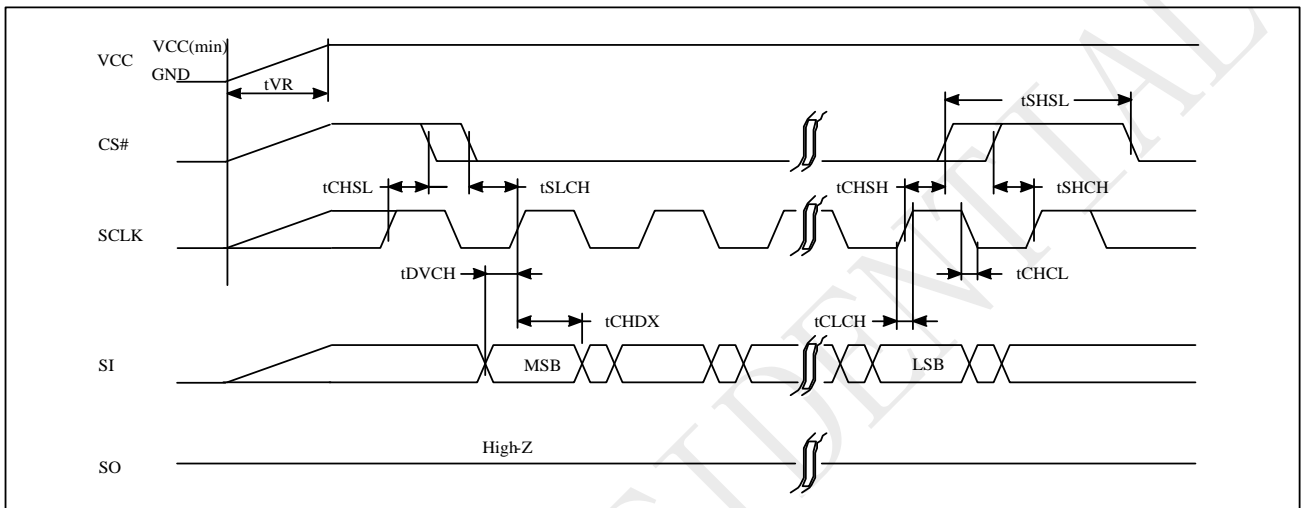 VCC
VCC(min)
GND
tVR
CS#
tSHSL
tCHSL
tSLCH
tCHSH
tSHCH
SCLK
tDVCH
tCHCL
tCHDX
tCLCH
SI
MSB
LSB
High-Z
SO
IDENTIAL